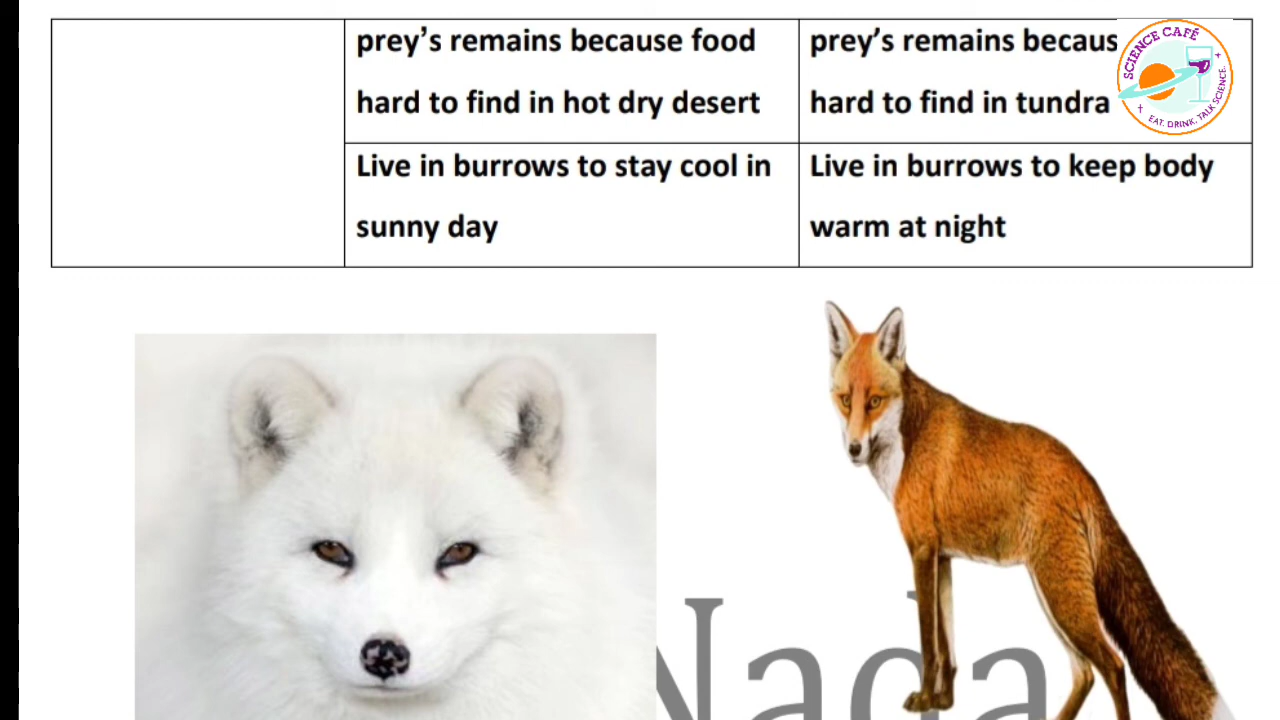 prey's remains because food
hard to find in hot dry desert
prey's remains becaus
hard to find in tundra
Live in burrows to stay cool in
sunny day
Live in burrows to keep body
warm at night
SCIENCE CAFÉ
EAT. DRINK. TALK SCIENCE.
Nada